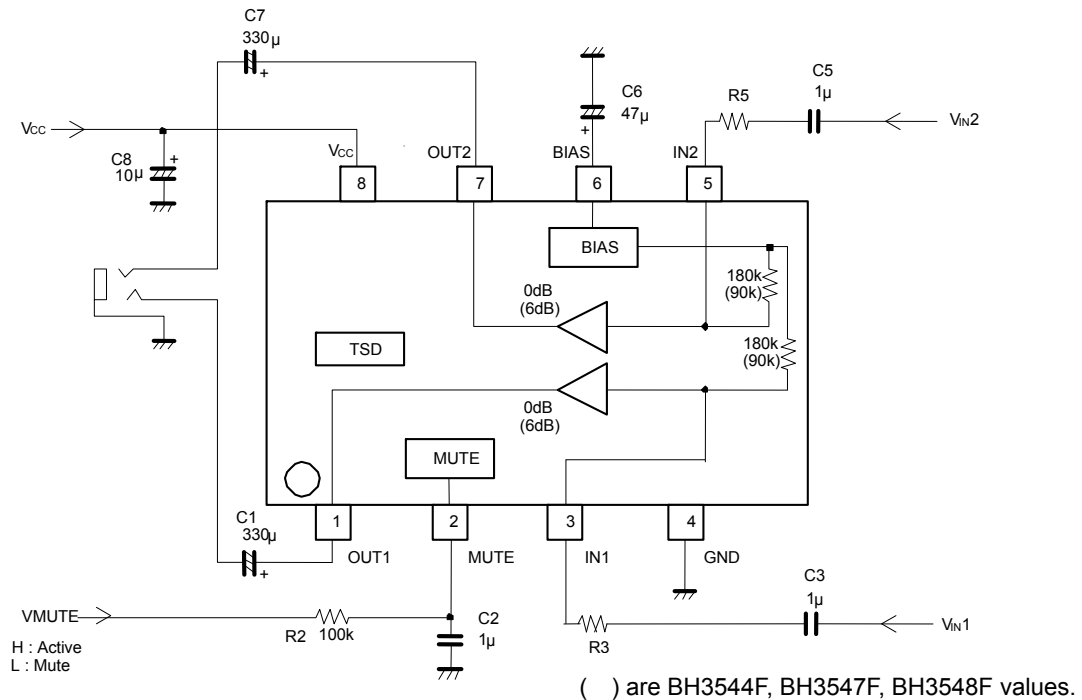 C7
330µ
+
C5
1µ
R5
C6
47µ
+
VCC
VIN2
C8
10µ
+
VCC
OUT2
BIAS
IN2
8
7
6
5
BIAS
180k
(90k)
0dB
(6dB)
TSD
180k
(90k)
0dB
(6dB)
MUTE
C1
330µ
+
1
2
3
4
OUT1
MUTE
IN1
GND
C3
1µ
VMUTE
R2
100k
C2
1µ
R3
VIN1
H : Active
L : Mute
( ) are BH3544F, BH3547F, BH3548F values.